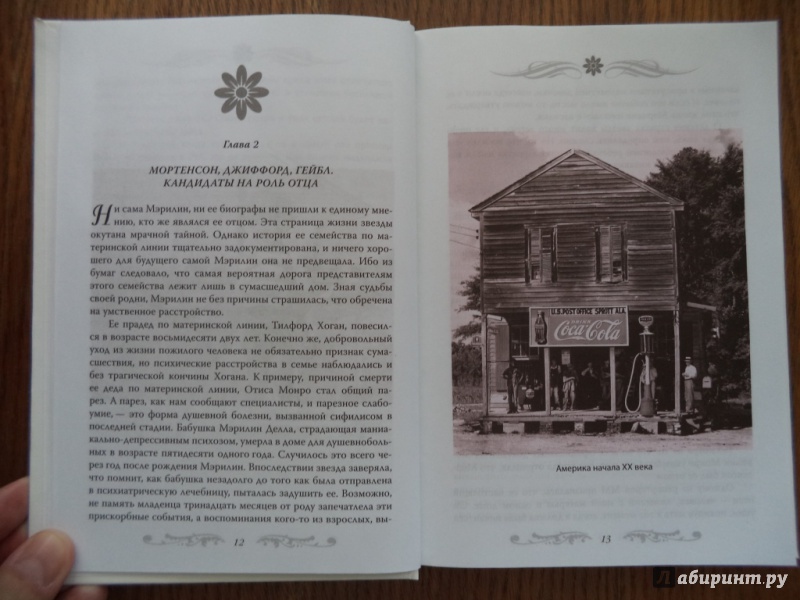 Глава 2
МОРТЕНСОН, ДЖИФФОРД, ГЕЙБЛ.
КАНДИДАТЫ НА РОЛЬ ОТЦА
Ни сама Мэрилин, ни ее биографы не пришли к единому мне-
нию, кто же являлся ее отцом. Эта страница жизни звезды
окутана мрачной тайной. Однако история ее семейства по ма-
теринской линии тщательно задокументирована, и ничего хоро-
шего для будущего самой Мэрилин она не предвещала. Ибо из
бумаг следовало, что самая вероятная дорога представителям
этого семейства лежит лишь в сумасшедший дом. Зная судьбы
своей родни, Мэрилин не без причины страшилась, что обречена
на умственное расстройство.
Ее прадед по материнской линии, Тилфорд Хоган, повесил-
ся в возрасте восьмидесяти двух лет. Конечно же, добровольный
уход из жизни пожилого человека не обязательно признак сума-
сшествия, но психические расстройства в семье наблюдались и
без трагической кончины Хогана. К примеру, причиной смерти
ее деда по материнской линии, Отиса Монро стал общий па-
рез. А парез, как нам сообщают специалисты, и парезное слабо-
умие, — это форма душевной болезни, вызванной сифилисом в
последней стадии. Бабушка Мэрилин Делла, страдающая мании-
кально-депрессивным психозом, умерла в доме для душевноболь-
ных в возрасте пятидесяти одного года. Случилось это всего че-
рез год после рождения Мэрилин. Впоследствии звезда заверяла,
что помнит, как бабушка незадолго до того как была отправлена
в психиатрическую лечебницу, пыталась задушить ее. Возможно,
не память младенца тринадцать месяцев от роду запечатлела эти
прискорбные события, а воспоминания кого-то из взрослых, вы-
12
U.S. POST OFFICE SPROTT ALA.
DRINK
Coca-Cola
Америка начала XX века
13
Лабиринт.ру